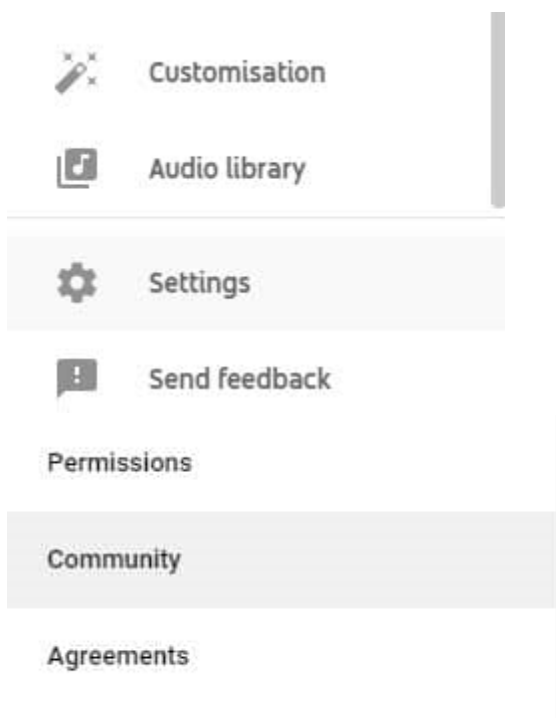 Customisation
Audio library
Settings
Send feedback
Permissions
Community
Agreements